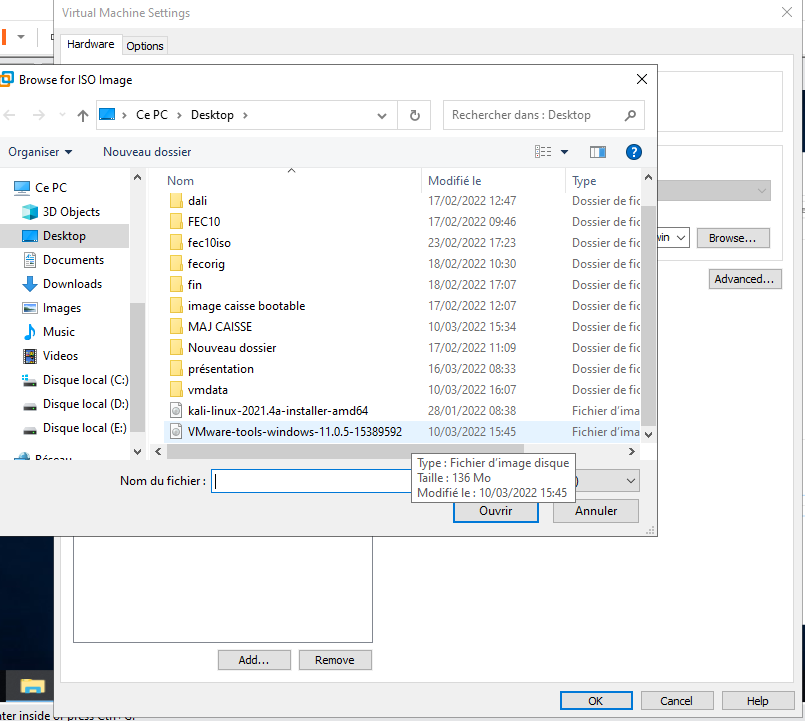 Virtual Machine Settings
Hardware
Options
Browse for ISO Image
Ce PC
Desktop
Rechercher dans : Desktop
Organiser
Nouveau dossier
?
Nom Modifié le Type
Ce PC
3D Objects
Desktop
Documents
Downloads
Images
Music
Videos
Disque local (C:)
Disque local (D:)
Disque local (E:)
Réseau
dali 17/02/2022 12:47 Dossier de fic
FEC10 17/02/2022 09:46 Dossier de fic
fec10iso 23/02/2022 17:23 Dossier de fic
fecorig 18/02/2022 10:30 Dossier de fic
fin 18/02/2022 17:07 Dossier de fic
image caisse bootable 17/02/2022 12:07 Dossier de fic
MAJ CAISSE 10/03/2022 15:34 Dossier de fic
Nouveau dossier 17/02/2022 11:09 Dossier de fic
présentation 16/03/2022 08:33 Dossier de fic
vmdata 10/03/2022 16:07 Dossier de fic
kali-linux-2021.4a-installer-amd64 28/01/2022 08:38 Fichier d'ima
VMware-tools-windows-11.0.5-15389592 10/03/2022 15:45 Fichier d'ima
Type : Fichier d'image disque
Taille : 136 Mo
Modifié le : 10/03/2022 15:45
Nom du fichier :
)
Ouvrir
Annuler
win
Browse...
Advanced...
Add...
Remove
OK
Cancel
Help
nter inside or press Ctrl+G.